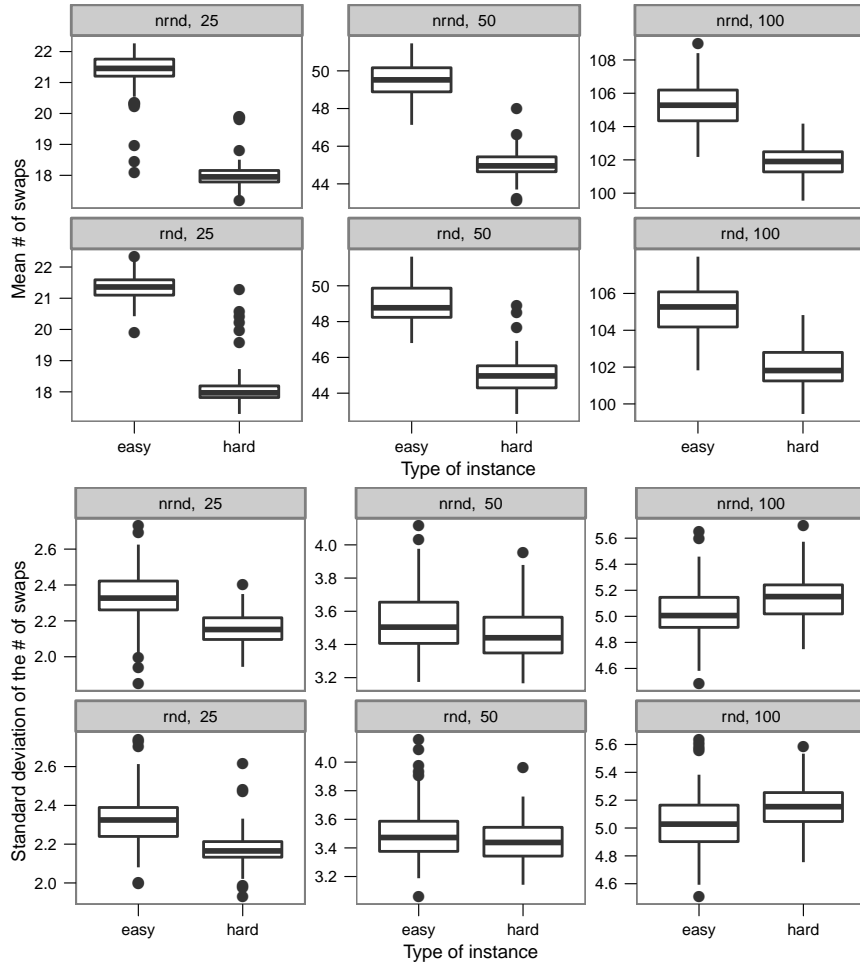 Mean # of swaps
nrnd, 25
nrnd, 50
nrnd, 100
22
21
20
19
18
50
48
46
44
108
106
104
102
100
rnd, 25
rnd, 50
rnd, 100
22
21
20
19
18
50
48
46
44
106
104
102
100
easy hard
easy hard
easy hard
Type of instance
Standard deviation of the # of swaps
nrnd, 25
nrnd, 50
nrnd, 100
2.6
2.4
2.2
2.0
4.0
3.8
3.6
3.4
3.2
5.6
5.4
5.2
5.0
4.8
4.6
rnd, 25
rnd, 50
rnd, 100
2.6
2.4
2.2
2.0
4.0
3.8
3.6
3.4
3.2
5.6
5.4
5.2
5.0
4.8
4.6
easy hard
easy hard
easy hard
Type of instance